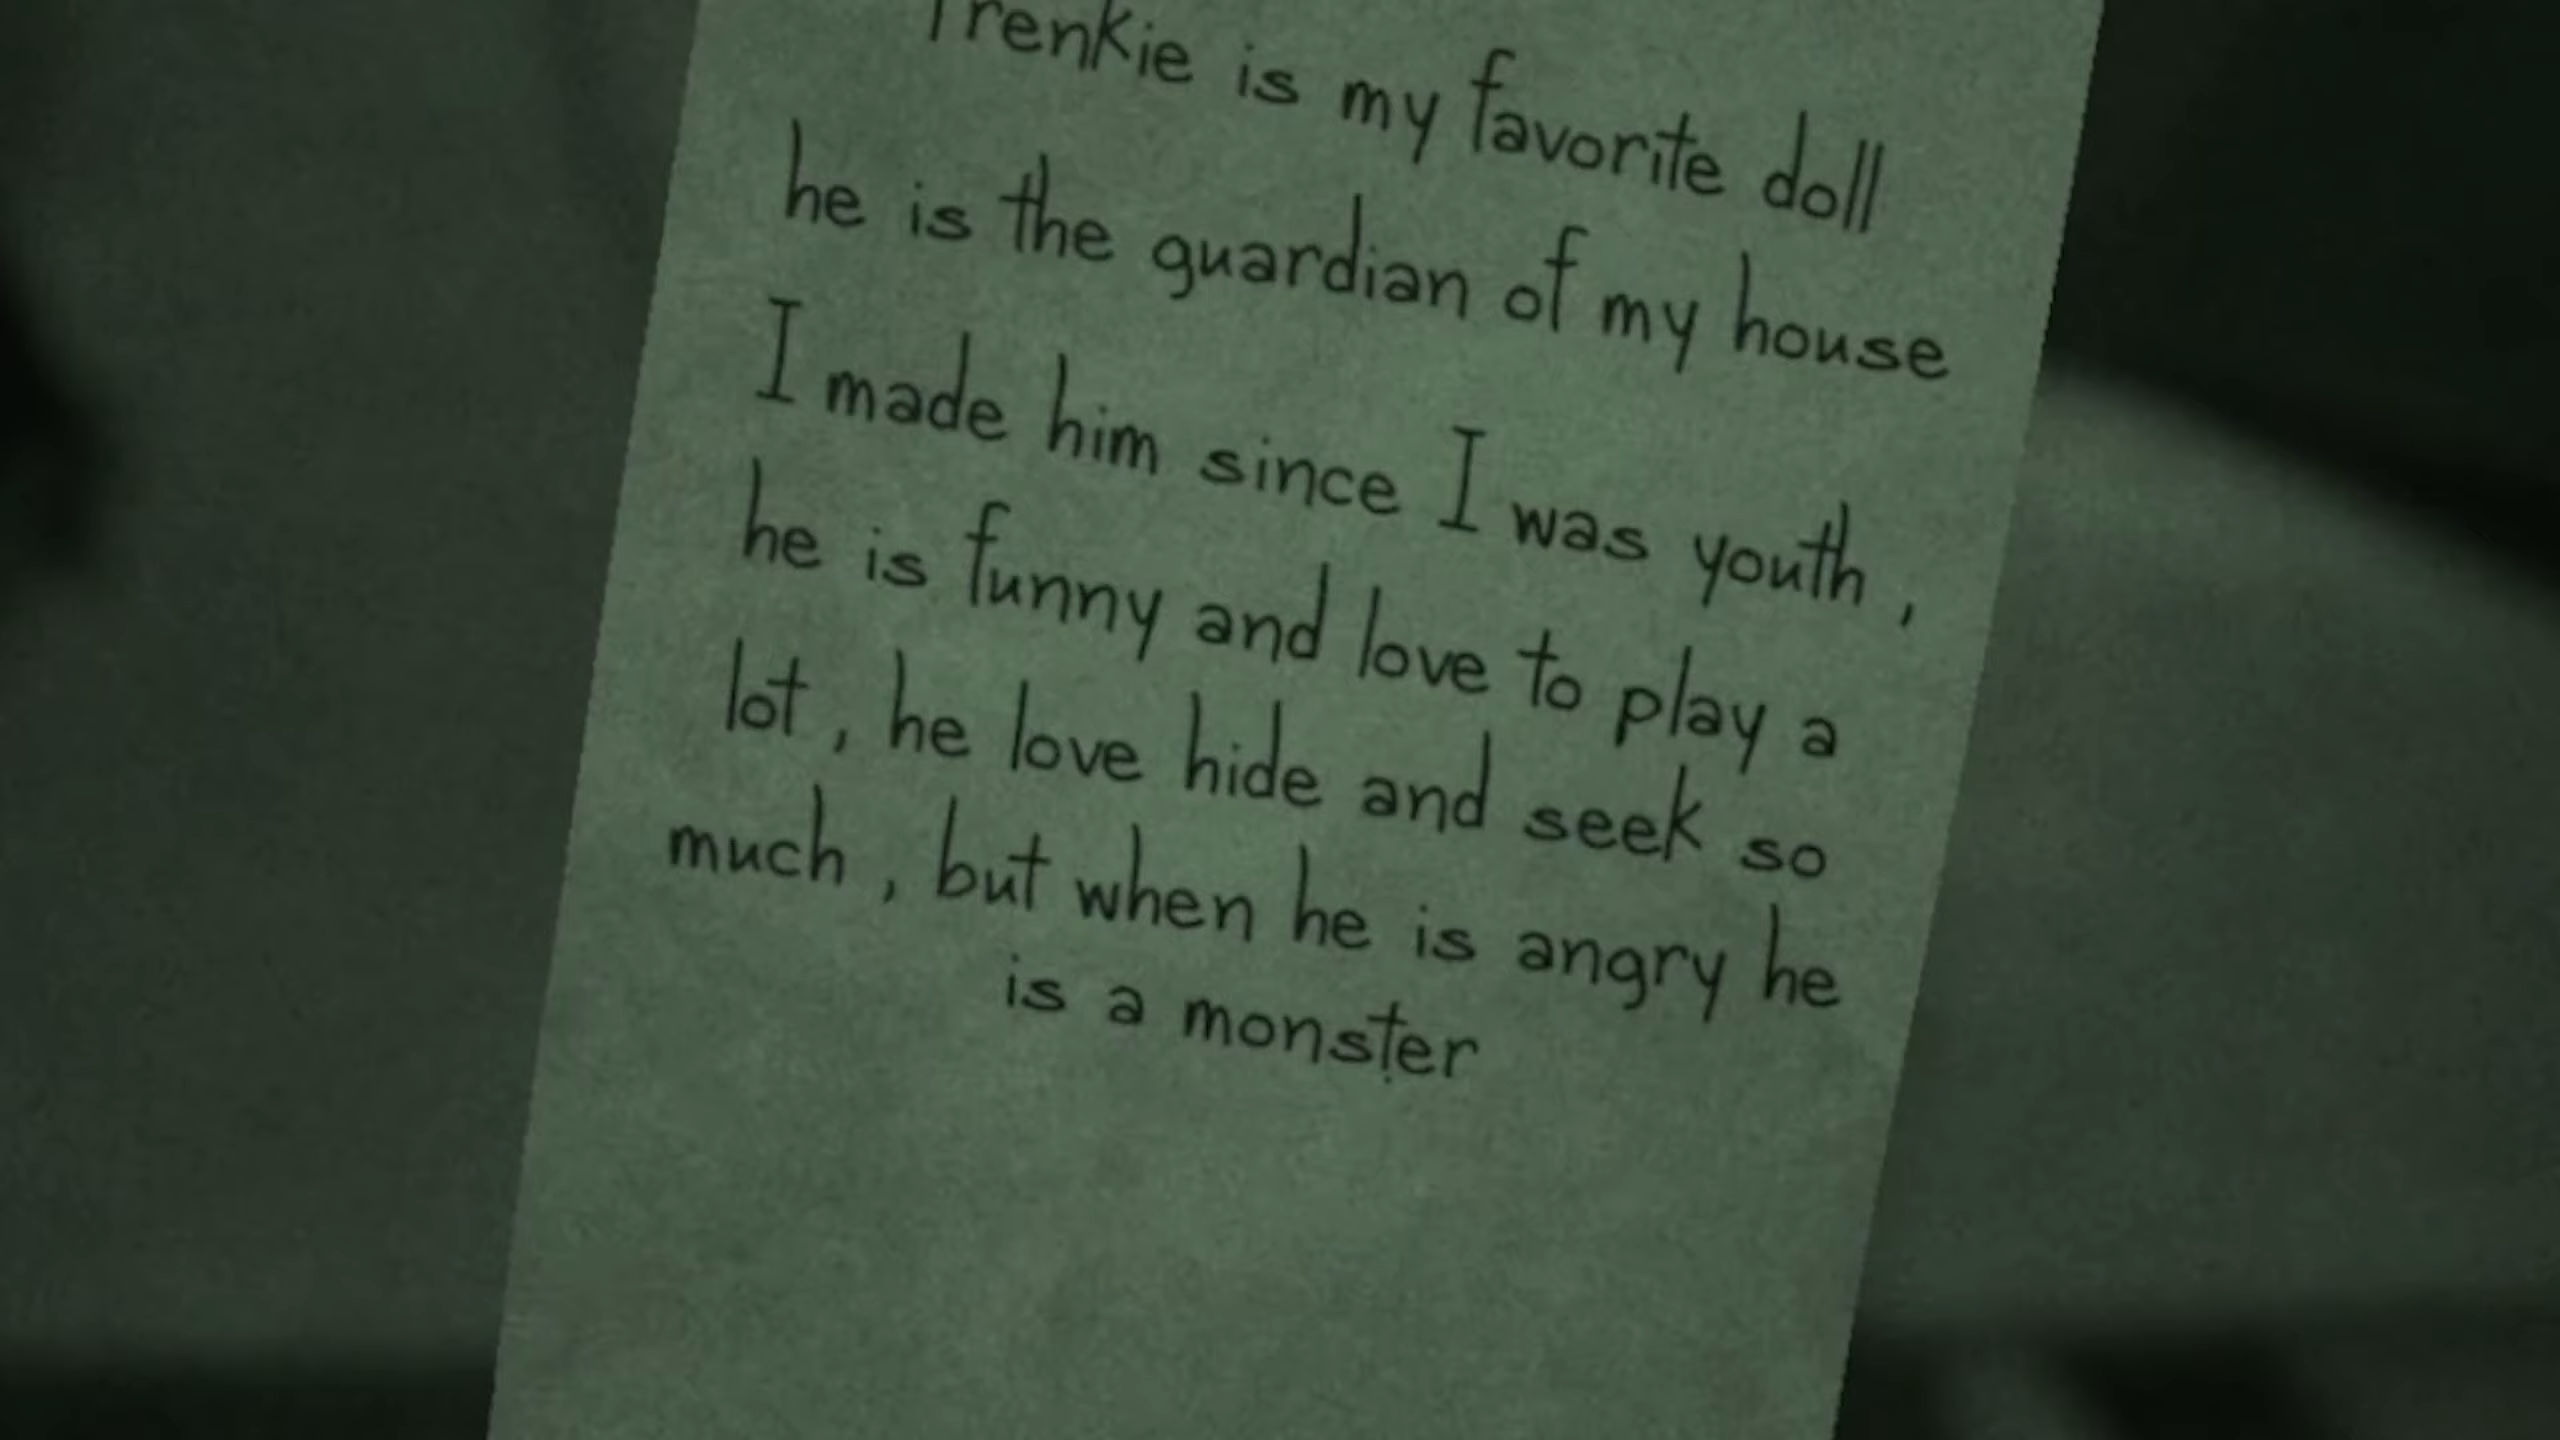 Trenkie is my favorite doll
he is the guardian of my house
I made him since I was youth ,
he is funny and love to play a
lot , he love hide and seek so
much , but when he is angry he
is a monster